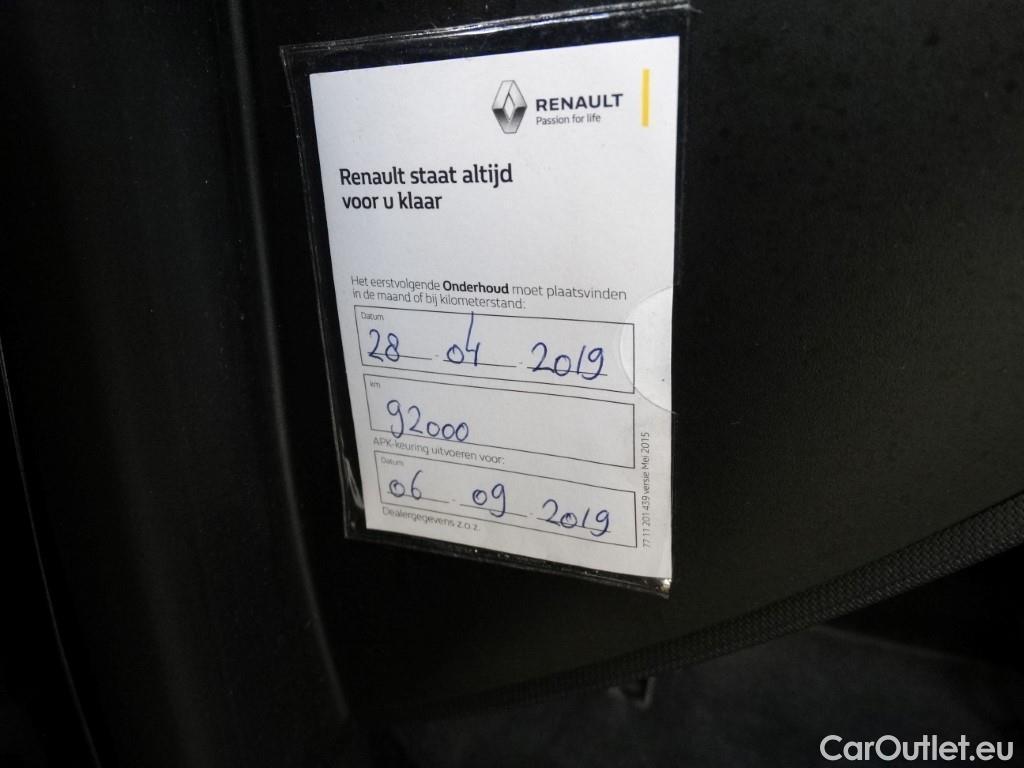 RENAULT
Passion for life
Renault staat altijd
voor u klaar
Het eerstvolgende Onderhoud moet plaatsvinden
in de maand of bij kilometerstand:
Datum
28 04 2019
km
92000
APK-keuring uitvoeren voor:
Datum
06 09 2019
Dealergegevens z.o.z.
77 11 201 439 versie Mei 2015
CarOutlet.eu